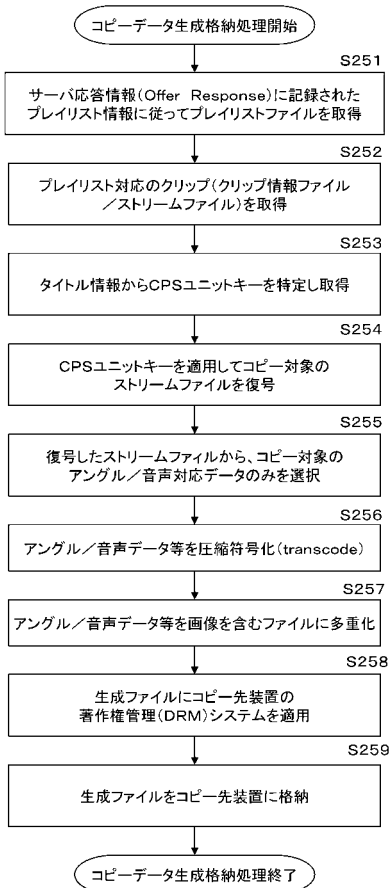 コピーデータ生成格納処理開始
S251
サーバ応答情報(Offer Response)に記録された
プレイリスト情報に従ってプレイリストファイルを取得
S252
プレイリスト対応のクリップ(クリップ情報ファイル
／ストリームファイル)を取得
S253
タイトル情報からCPSユニットキーを特定し取得
S254
CPSユニットキーを適用してコピー対象の
ストリームファイルを復号
S255
復号したストリームファィルから、コピー対象の
アングル／音声対応データのみを選択
S256
アングル／音声データ等を圧縮符号化(transcode)
S257
アングル／音声データ等を画像を含むファイルに多重化
S258
生成ファイルにコピー先装置の
著作権管理(DRM)システムを適用
S259
生成ファイルをコピー先装置に格納
コピーデータ生成格納処理終了